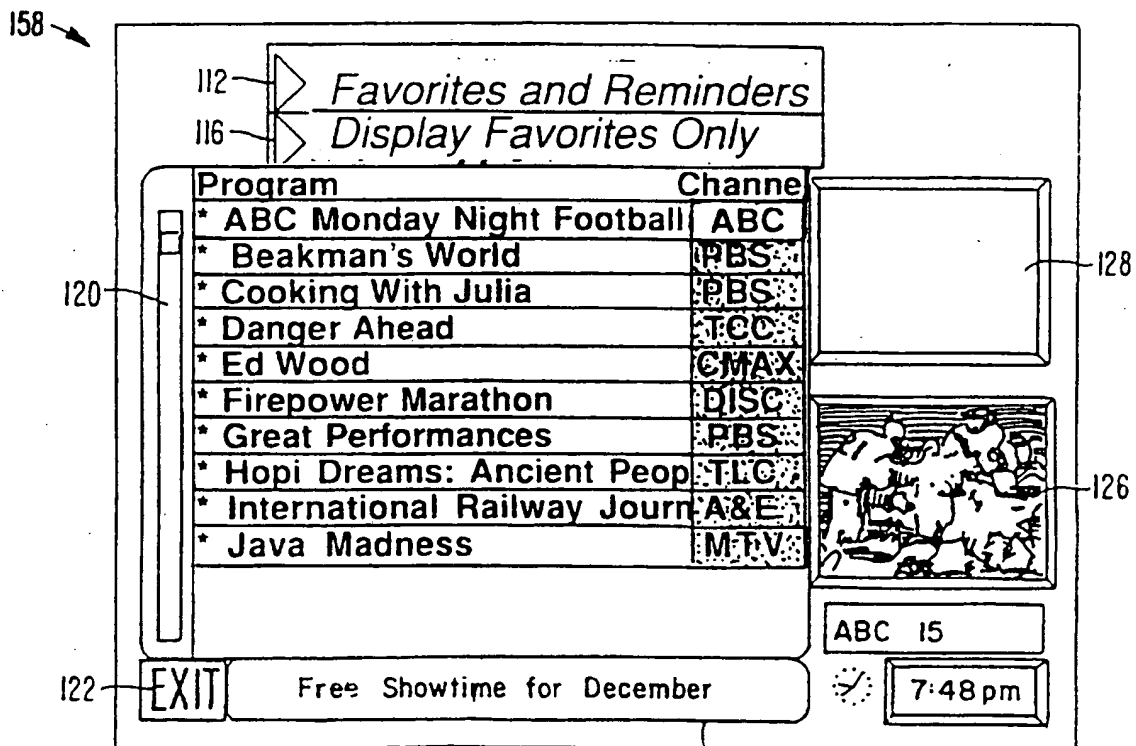 158
112
Favorites and Reminders
116
Display Favorites Only
Program Channe
* ABC Monday Night Football ABC
* Beakman's World PBS
* Cooking With Julia PBS
* Danger Ahead TCC
* Ed Wood CMAX
* Firepower Marathon DISC
* Great Performances PBS
* Hopi Dreams: Ancient Peop TLC
* International Railway Journ A&E
* Java Madness MTV
120
128
126
ABC 15
122
EXIT
Free Showtime for December
7:48pm